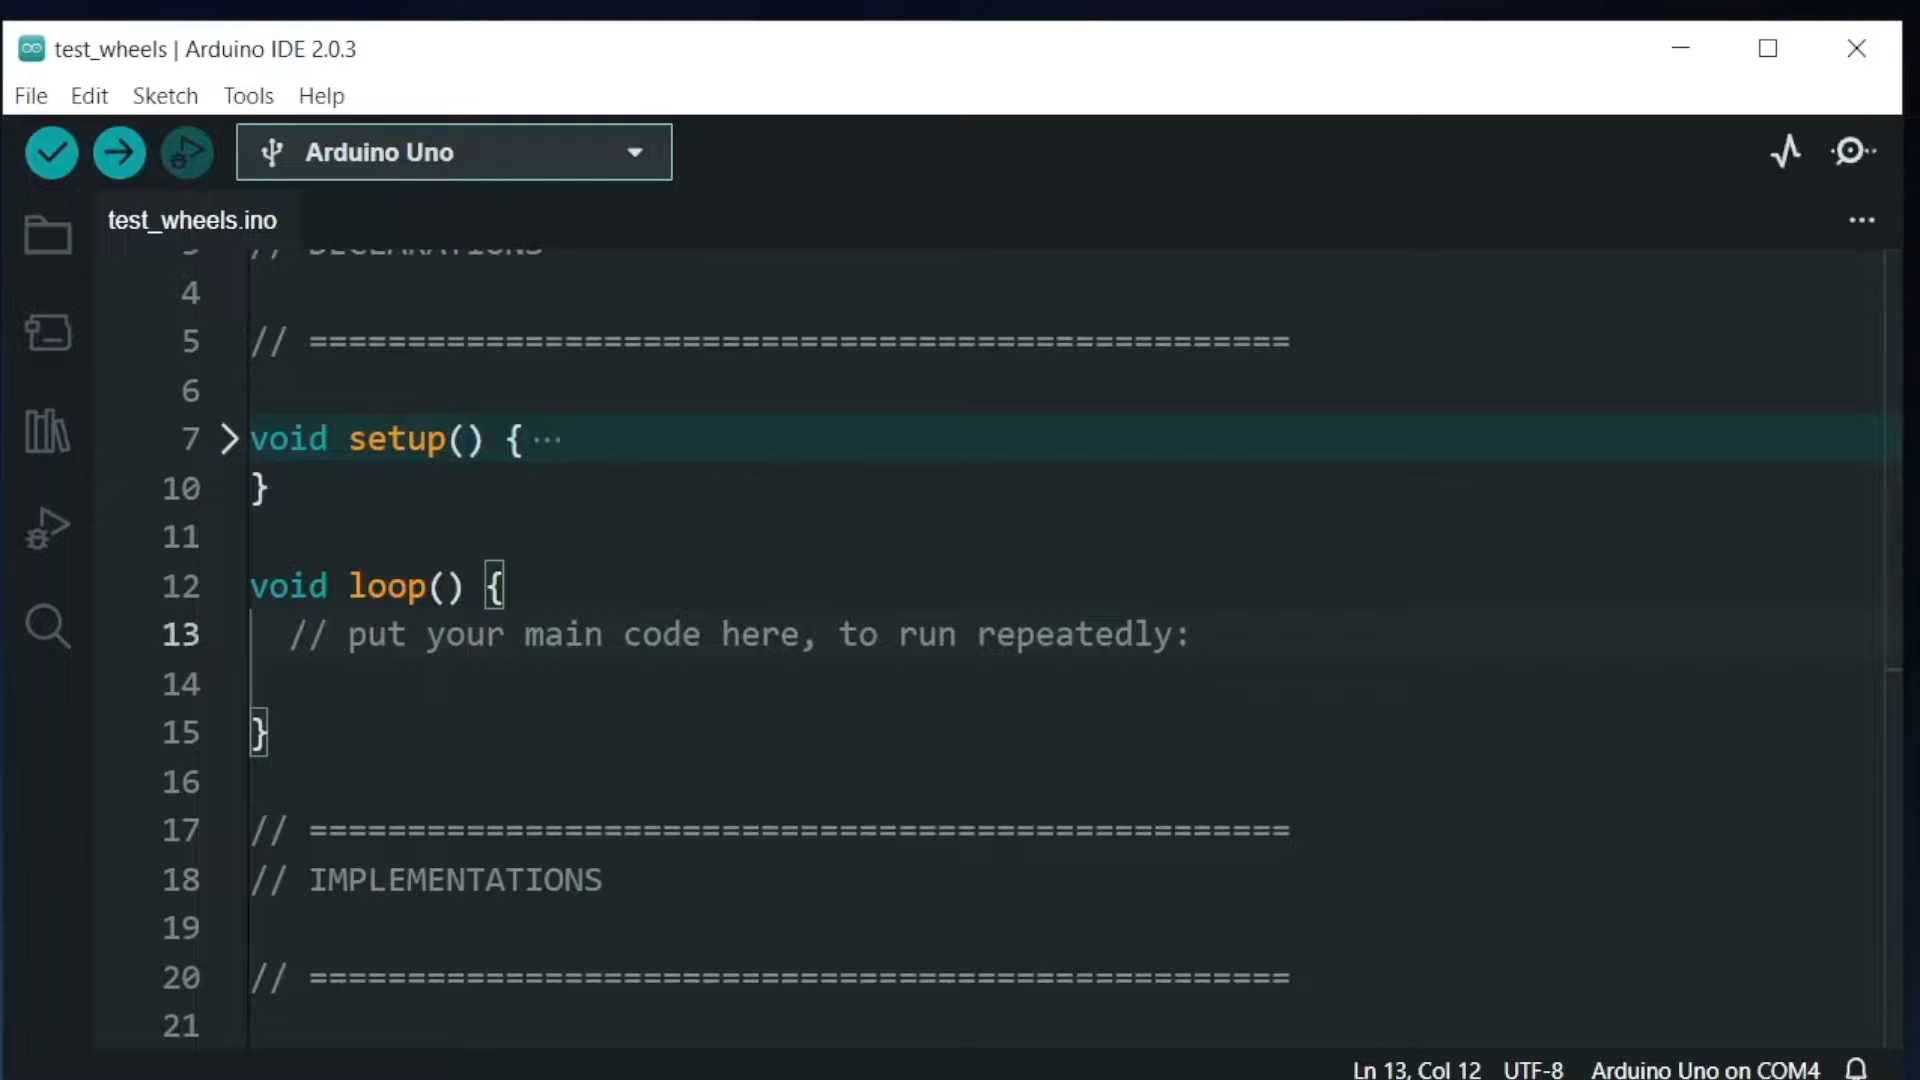 test_wheels | Arduino IDE 2.0.3
File Edit Sketch Tools Help
Arduino Uno
test_wheels.ino
3 // DECLARATIONS
4
5 // ==================================================
6
7 void setup() { ...
10 }
11
12 void loop() {
13 // put your main code here, to run repeatedly:
14
15 }
16
17 // ==================================================
18 // IMPLEMENTATIONS
19
20 // ==================================================
21
Ln 13, Col 12 UTF-8 Arduino Uno on COM4